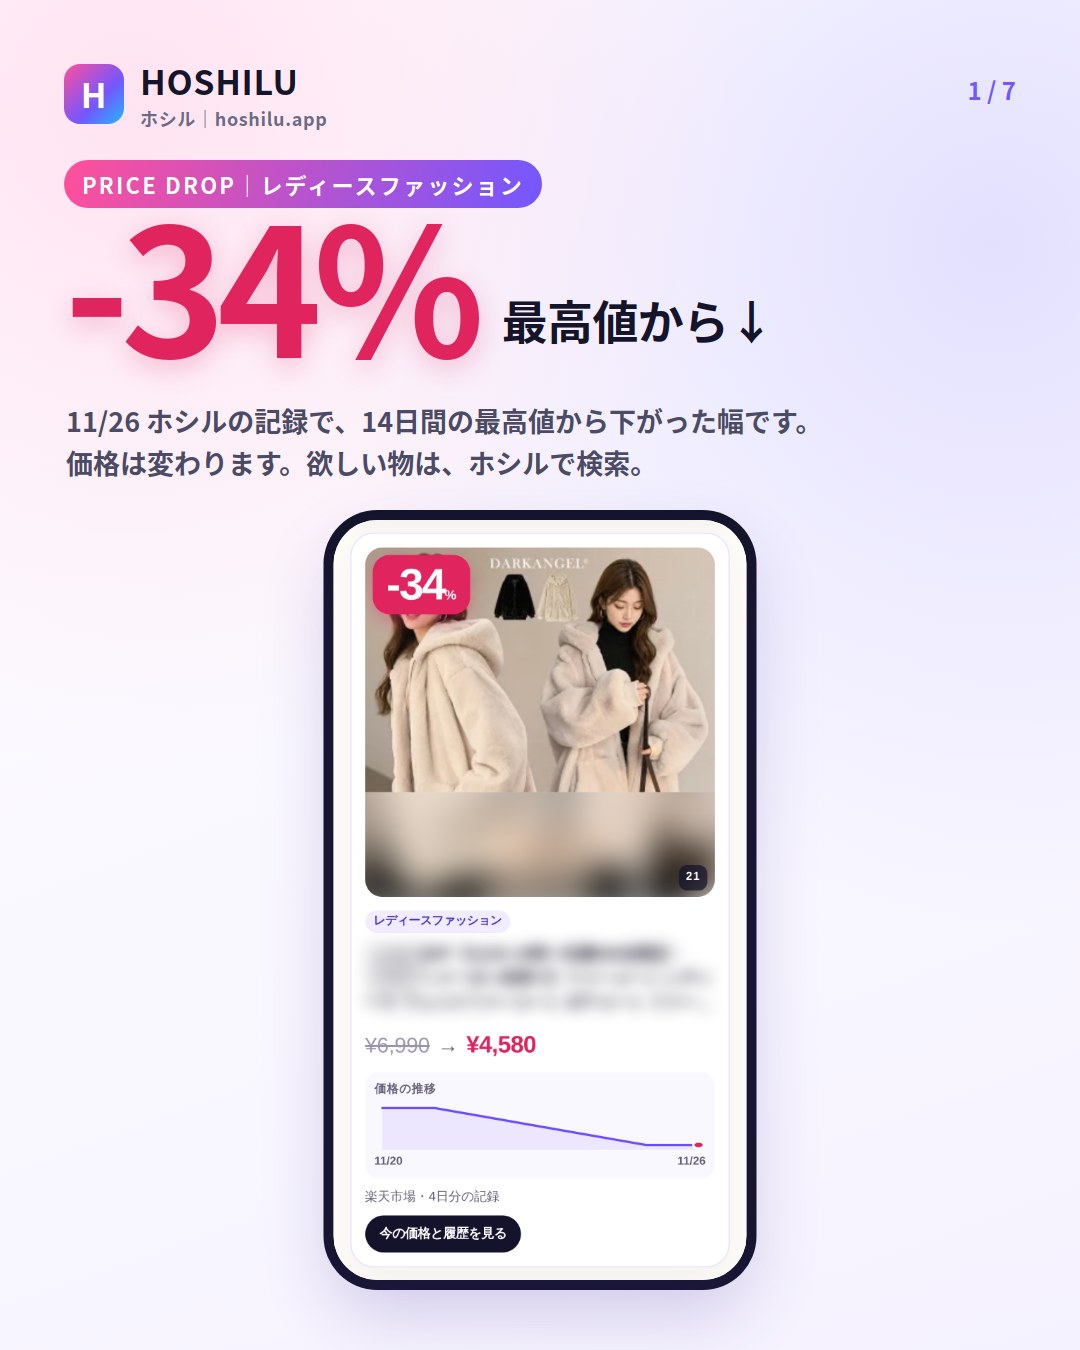 H
HOSHILU
ホシル｜hoshilu.app
1 / 7
PRICE DROP｜レディースファッション
-34% 最高値から↓
11/26 ホシルの記録で、14日間の最高値から下がった幅です。
価格は変わります。欲しい物は、ホシルで検索。
-34%
DARKANGEL®
21
レディースファッション
¥6,990 → ¥4,580
価格の推移
11/20 11/26
楽天市場・4日分の記録
今の価格と履歴を見る